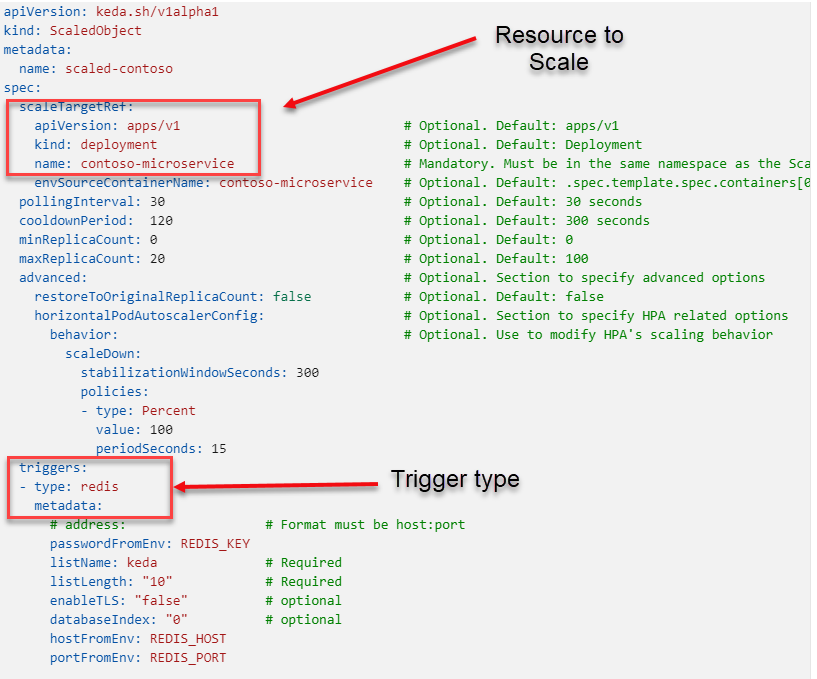 apiVersion: keda.sh/v1alpha1
kind: ScaledObject
metadata:
  name: scaled-contoso
spec:
  scaleTargetRef:
    apiVersion: apps/v1 # Optional. Default: apps/v1
    kind: deployment # Optional. Default: Deployment
    name: contoso-microservice # Mandatory. Must be in the same namespace as the Sca
    envSourceContainerName: contoso-microservice # Optional. Default: .spec.template.spec.containers[0
  pollingInterval: 30 # Optional. Default: 30 seconds
  cooldownPeriod:  120 # Optional. Default: 300 seconds
  minReplicaCount: 0 # Optional. Default: 0
  maxReplicaCount: 20 # Optional. Default: 100
  advanced: # Optional. Section to specify advanced options
    restoreToOriginalReplicaCount: false # Optional. Default: false
    horizontalPodAutoscalerConfig: # Optional. Section to specify HPA related options
      behavior: # Optional. Use to modify HPA's scaling behavior
        scaleDown:
          stabilizationWindowSeconds: 300
          policies:
          - type: Percent
            value: 100
            periodSeconds: 15
  triggers:
  - type: redis
    metadata:
      # address: # Format must be host:port
      passwordFromEnv: REDIS_KEY
      listName: keda # Required
      listLength: "10" # Required
      enableTLS: "false" # optional
      databaseIndex: "0" # optional
      hostFromEnv: REDIS_HOST
      portFromEnv: REDIS_PORT
Resource to
Scale
Trigger type